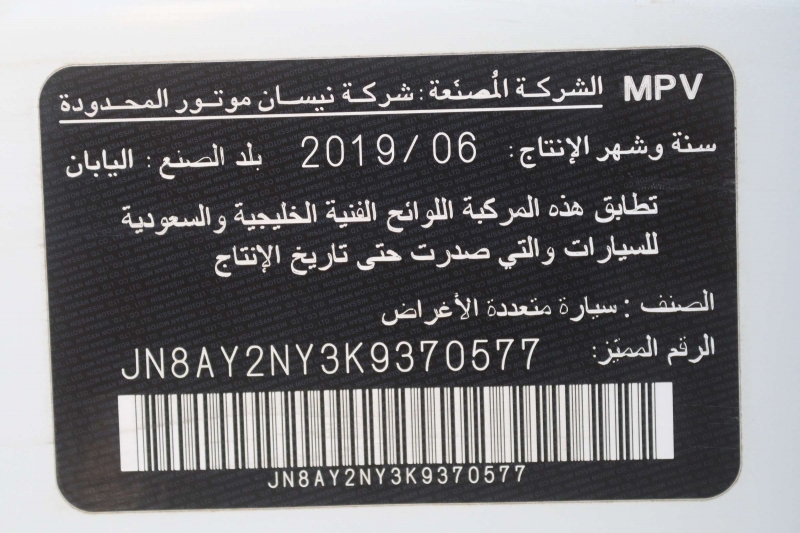 MPV الشركة المُصنَعة : شركة نيسان موتور المحدودة
سنة وشهر الإنتاج: 2019/06 بلد الصنع : اليابان
تطابق هذه المركبة اللوائح الفنية الخليجية والسعودية
للسيارات والتي صدرت حتى تاريخ الإنتاج
الصنف : سيارة متعددة الأغراض
الرقم المميّز: JN8AY2NY3K9370577
JN8AY2NY3K9370577